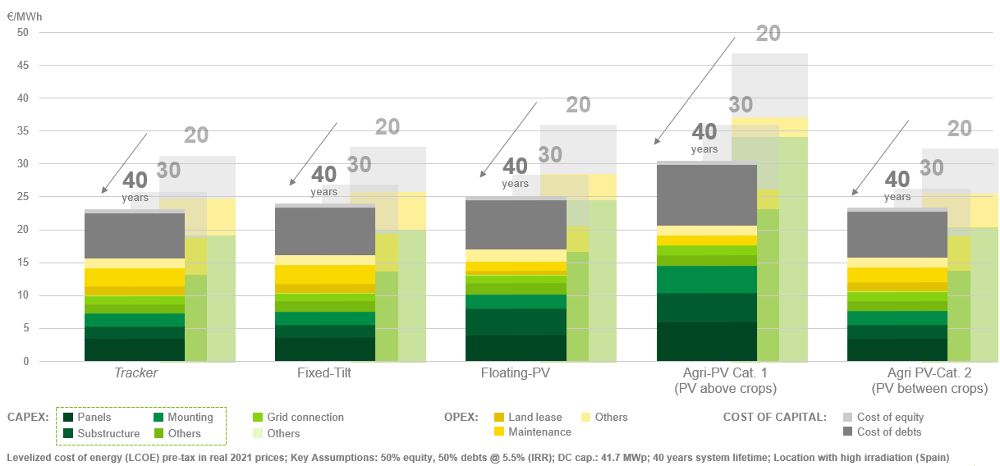 €/MWh
50
45
40
35
30
25
20
15
10
5
0
40
years
30
20
40
years
30
20
40
years
30
20
40
years
30
20
40
years
30
20
Tracker
Fixed-Tilt
Floating-PV
Agri-PV Cat. 1
(PV above crops)
Agri PV-Cat. 2
(PV between crops)
CAPEX:
Panels
Mounting
Grid connection
Substructure
Others
Others
OPEX:
Land lease
Others
Maintenance
COST OF CAPITAL:
Cost of equity
Cost of debts
Levelized cost of energy (LCOE) pre-tax in real 2021 prices; Key Assumptions: 50% equity, 50% debts @ 5.5% (IRR); DC cap.: 41.7 MWp; 40 years system lifetime; Location with high irradiation (Spain)